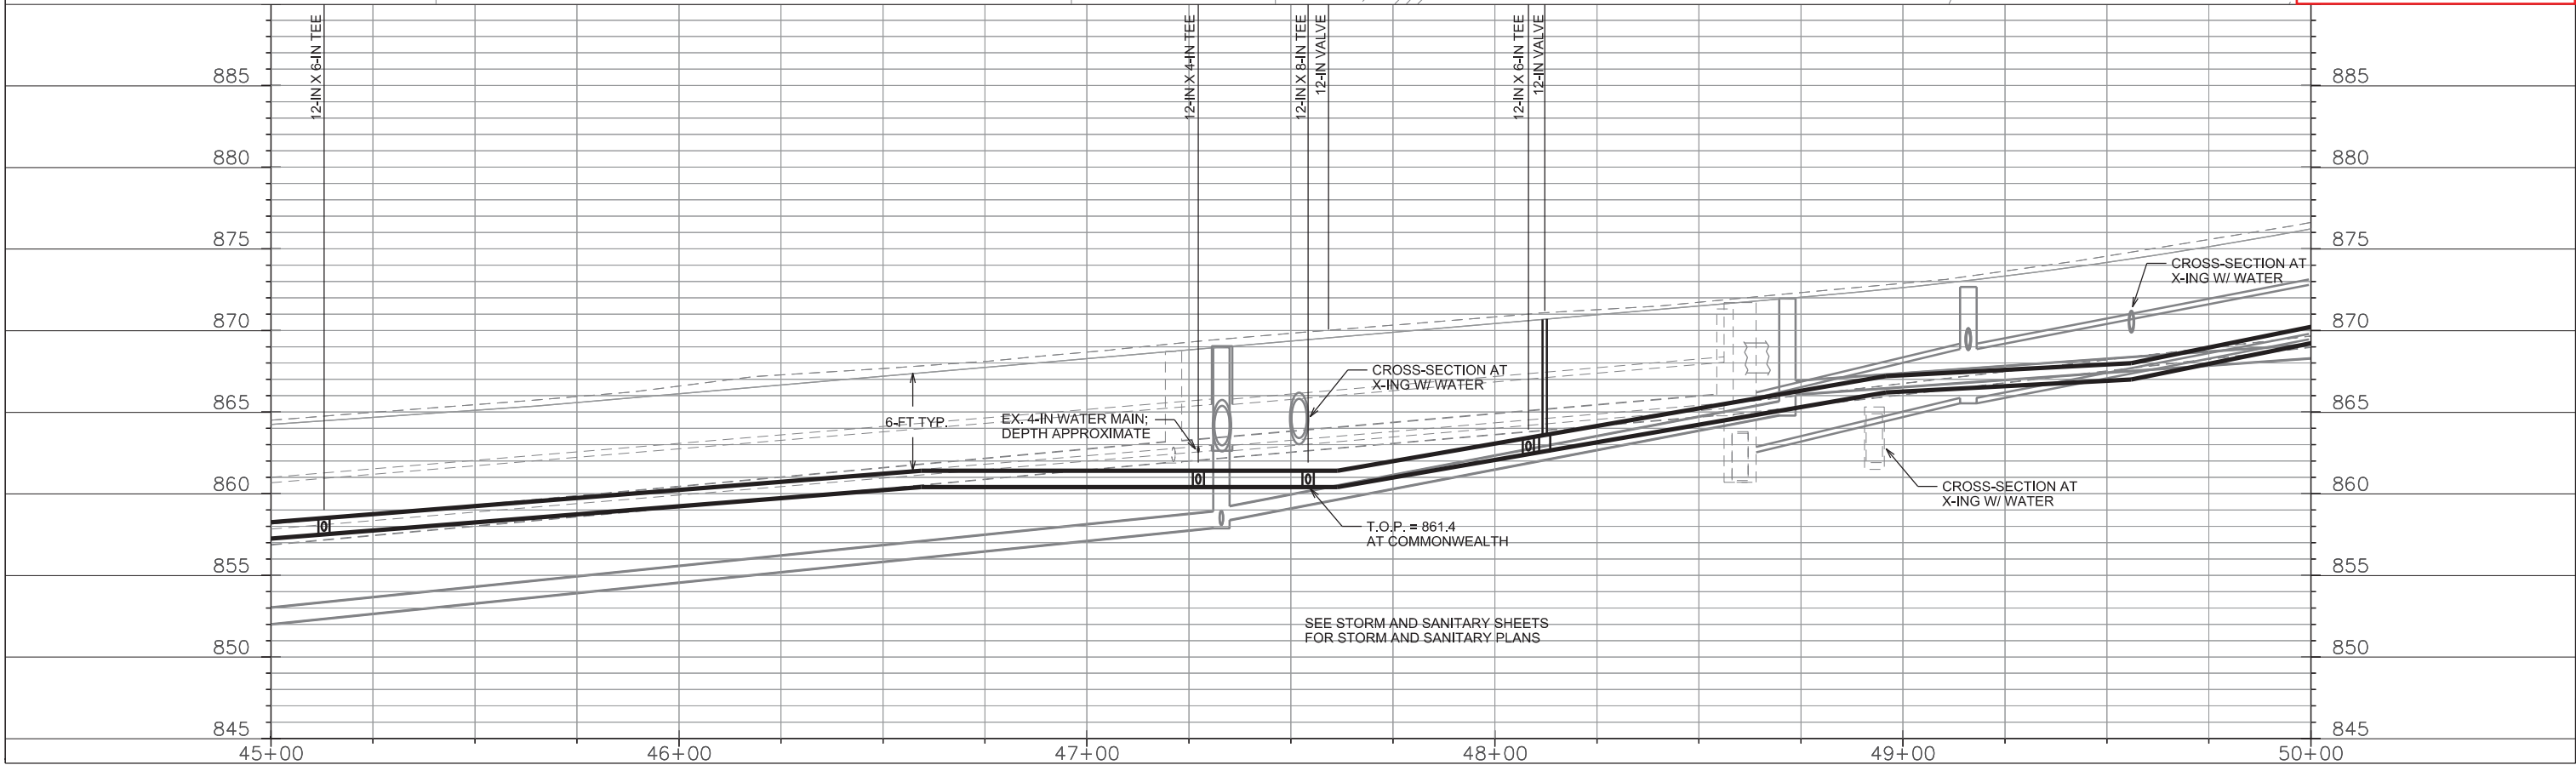 12-IN X 6-IN TEE
12-IN X 4-IN TEE
12-IN X 8-IN TEE
12-IN VALVE
12-IN X 6-IN TEE
12-IN VALVE
885
885
880
880
875
875
CROSS-SECTION AT
X-ING W/ WATER
870
870
CROSS-SECTION AT
X-ING W/ WATER
865
865
6-FT TYP.
EX. 4-IN WATER MAIN;
DEPTH APPROXIMATE
860
860
CROSS-SECTION AT
X-ING W/ WATER
T.O.P. = 861.4
AT COMMONWEALTH
855
855
SEE STORM AND SANITARY SHEETS
FOR STORM AND SANITARY PLANS
850
850
845
845
45+00
46+00
47+00
48+00
49+00
50+00